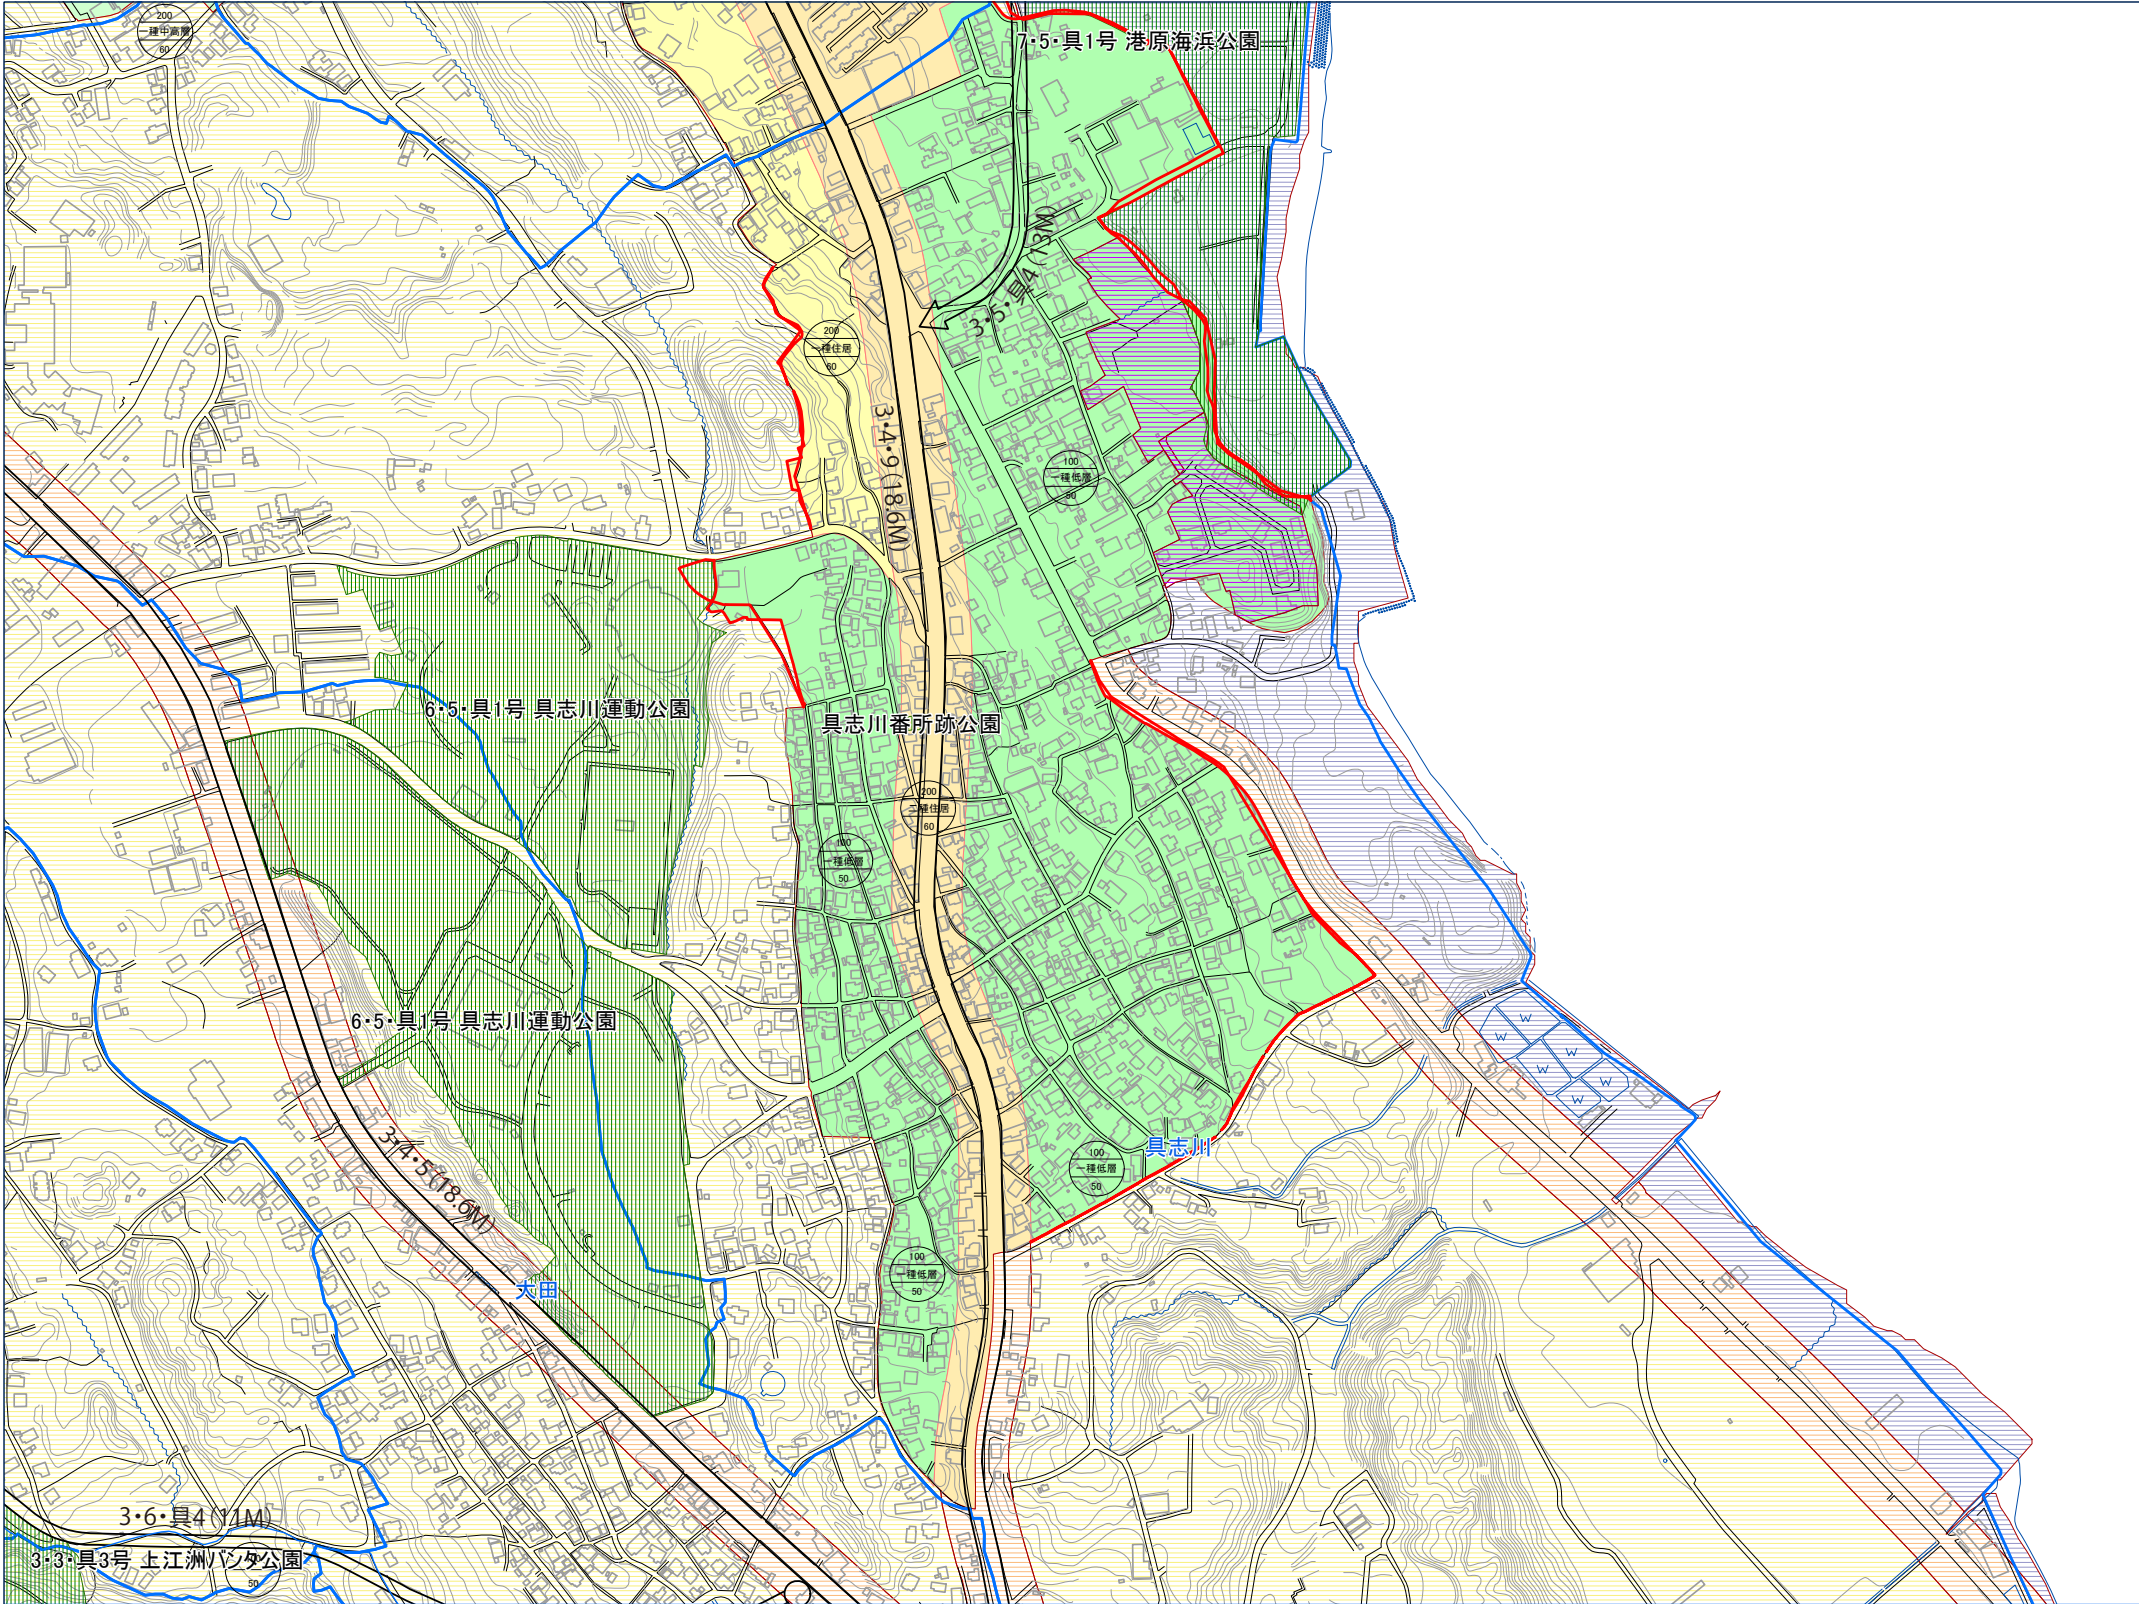 200
一種中高層
60
7・5・具1号 港原海浜公園
3・5・具4(13M)
200
一種住居
60
3・4・9(18.6M)
100
一種低層
50
6・5・具1号 具志川運動公園
具志川番所跡公園
200
二種住居
60
100
一種低層
50
6・5・具1号 具志川運動公園
W
W
W
W
W
W
3・4・5(18.6M)
具志川
100
一種低層
50
100
一種低層
50
大田
3・6・具4(11M)
3・3・具3号 上江洲バンタ公園
50